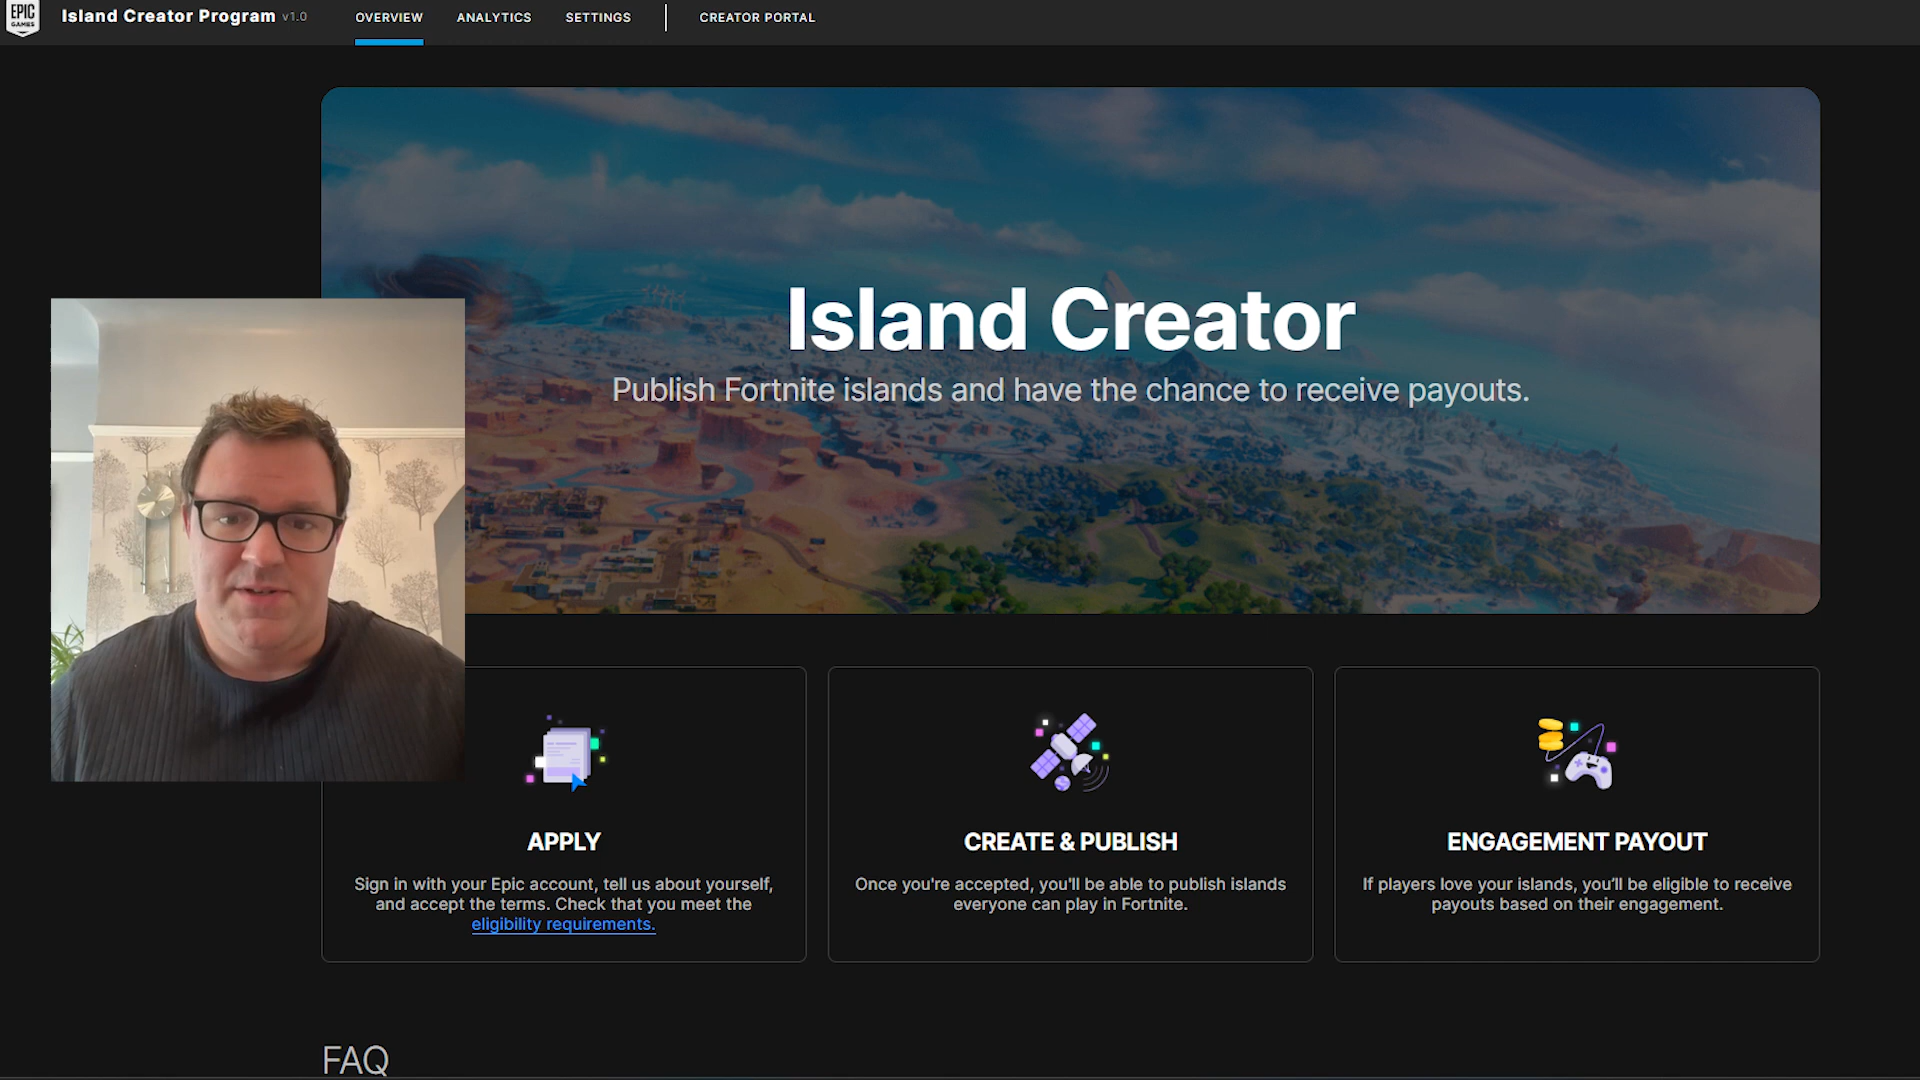 EPIC
GAMES
Island Creator Program v1.0
OVERVIEW
ANALYTICS
SETTINGS
CREATOR PORTAL
Island Creator
Publish Fortnite islands and have the chance to receive payouts.
APPLY
Sign in with your Epic account, tell us about yourself,
and accept the terms. Check that you meet the
eligibility requirements.
CREATE & PUBLISH
Once you're accepted, you'll be able to publish islands
everyone can play in Fortnite.
ENGAGEMENT PAYOUT
If players love your islands, you’ll be eligible to receive
payouts based on their engagement.
FAQ